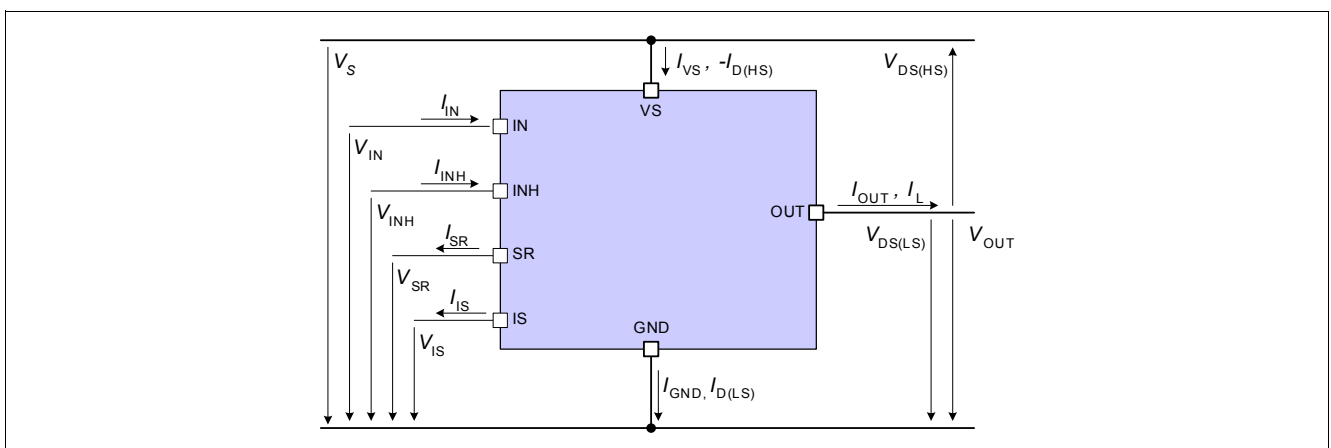 V_S
I_VS , -I_D(HS)
V_DS(HS)
VS
I_IN
IN
V_IN
I_INH
INH
V_INH
OUT
I_OUT , I_L
V_DS(LS)
V_OUT
I_SR
SR
V_SR
I_IS
IS
V_IS
GND
I_GND, I_D(LS)